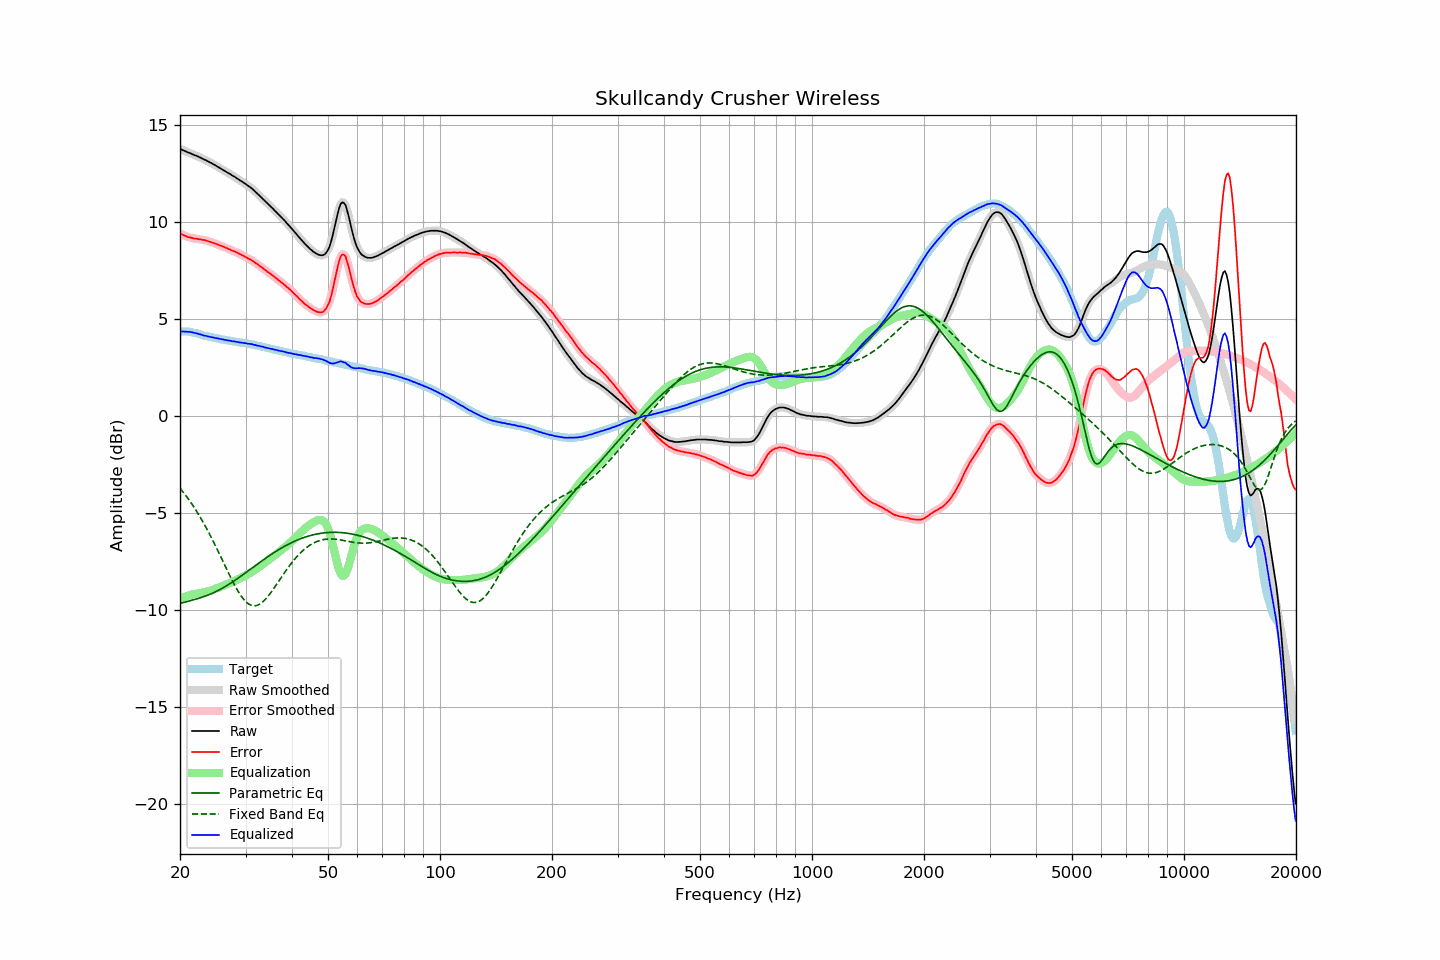 Skullcandy Crusher Wireless
15
10
5
0
−5
−10
−15
−20
Amplitude (dBr)
Target
Raw Smoothed
Error Smoothed
Raw
Error
Equalization
Parametric Eq
Fixed Band Eq
Equalized
20 50 100 200 500 1000 2000 5000 10000 20000
Frequency (Hz)